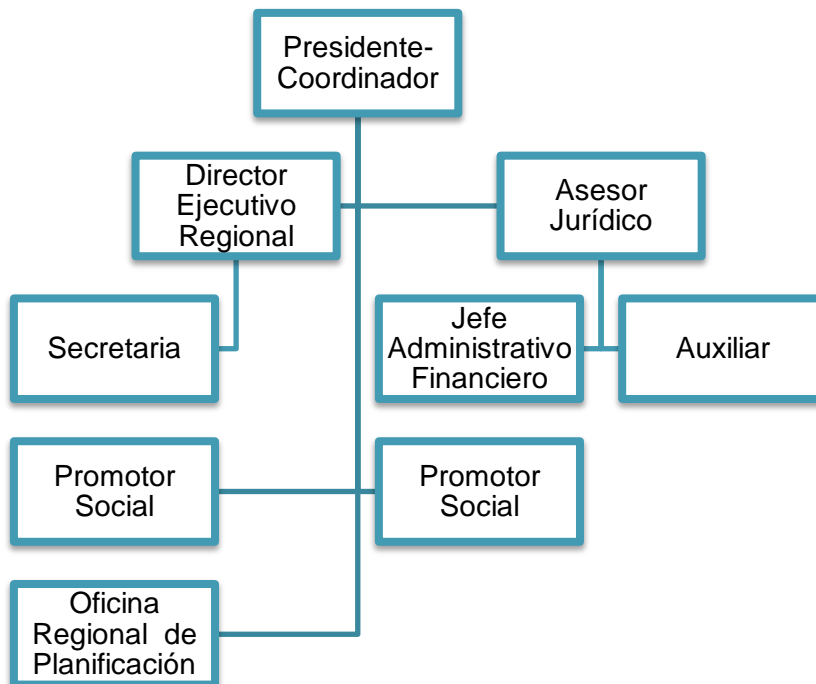 Presidente-
Coordinador
Director
Ejecutivo
Regional
Asesor
Jurídico
Secretaria
Jefe
Administrativo
Financiero
Auxiliar
Promotor
Social
Promotor
Social
Oficina
Regional de
Planificación